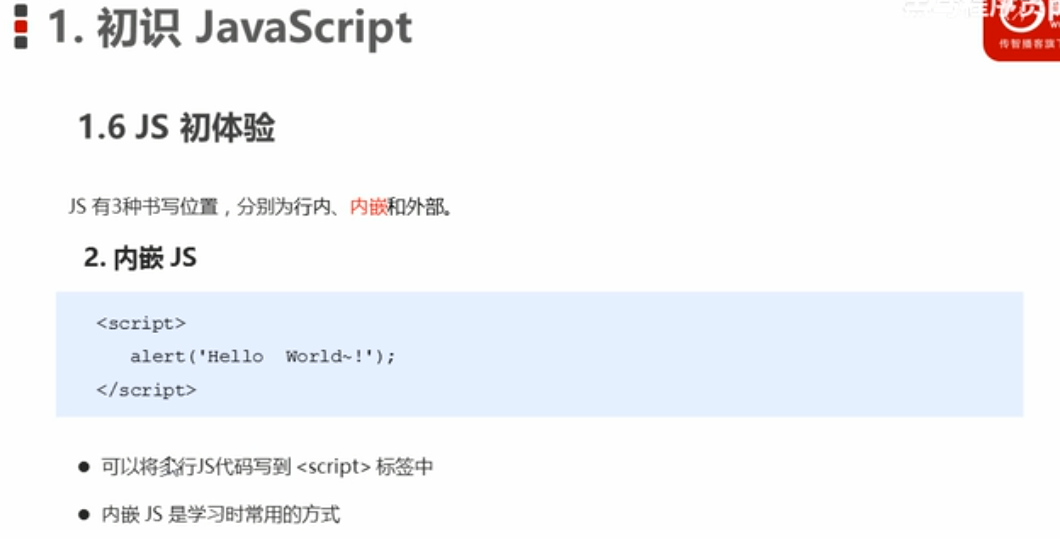 1. 初识 JavaScript
传智播客旗下
1.6 JS 初体验
JS 有3种书写位置，分别为行内、内嵌和外部。
2. 内嵌 JS
<script>
alert('Hello  World~!');
</script>
● 可以将多行JS代码写到 <script> 标签中
● 内嵌 JS 是学习时常用的方式